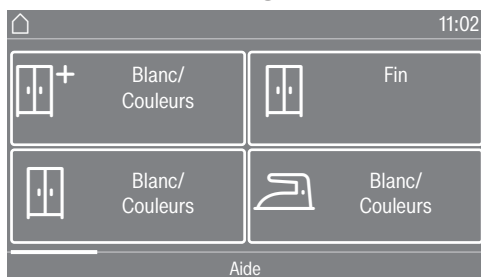 11:02
Blanc/
Couleurs
Fin
Blanc/
Couleurs
Blanc/
Couleurs
Aide